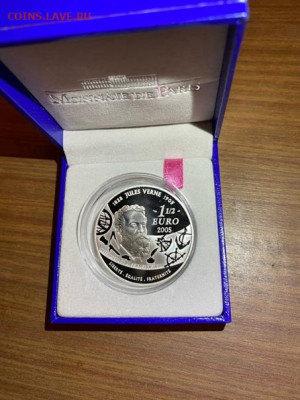 COINS.LAVE.RU
MONNAIE DE PARIS
1828 JULES VERNE 1905
1 1/2
EURO
2005
LIBERTÉ . ÉGALITÉ . FRATERNITÉ